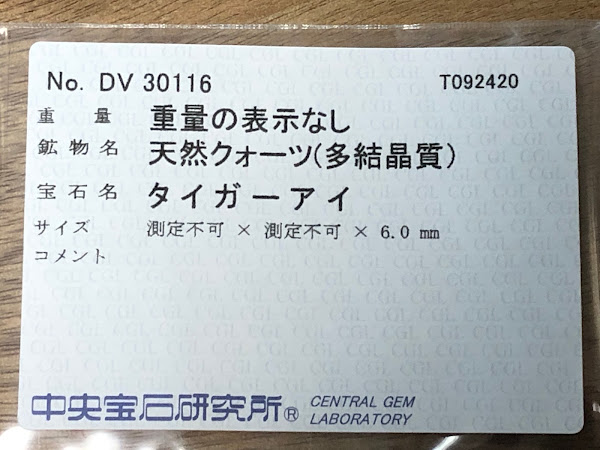 No. DV 30116 T092420
重量 重量の表示なし
鉱物名 天然クォーツ(多結晶質)
宝石名 タイガーアイ
サイズ 測定不可 × 測定不可 × 6.0 mm
コメント
中央宝石研究所® CENTRAL GEM LABORATORY